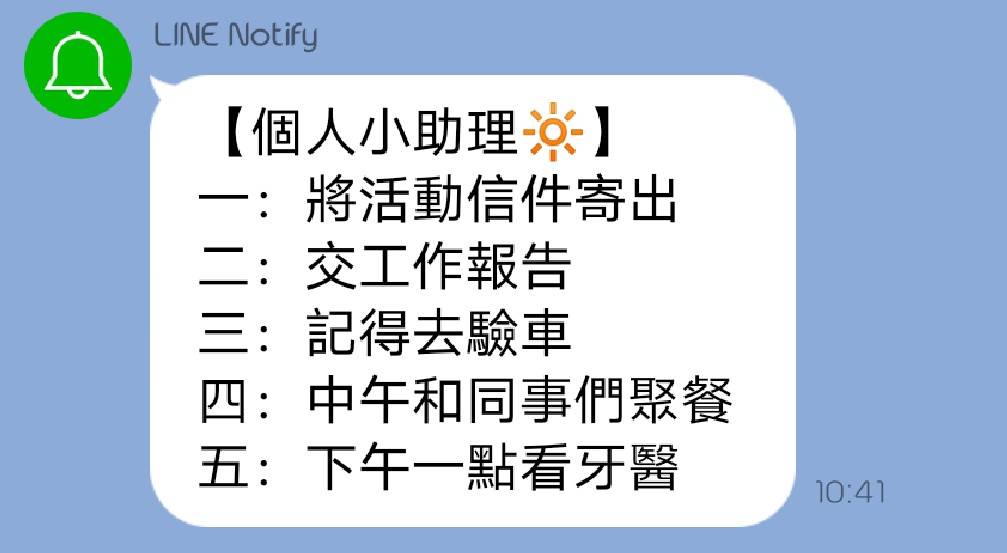 LINE Notify
【個人小助理🔆】
一：將活動信件寄出
二：交工作報告
三：記得去驗車
四：中午和同事們聚餐
五：下午一點看牙醫
10:41